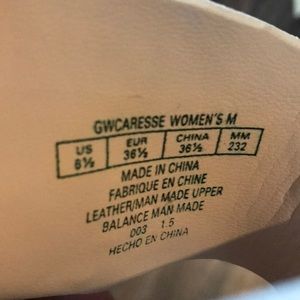 GWCARESSE WOMEN'S M
US EUR CHINA MM
6½ 36½ 36½ 232
MADE IN CHINA
FABRIQUE EN CHINE
LEATHER/MAN MADE UPPER
BALANCE MAN MADE
003 1.5
HECHO EN CHINA